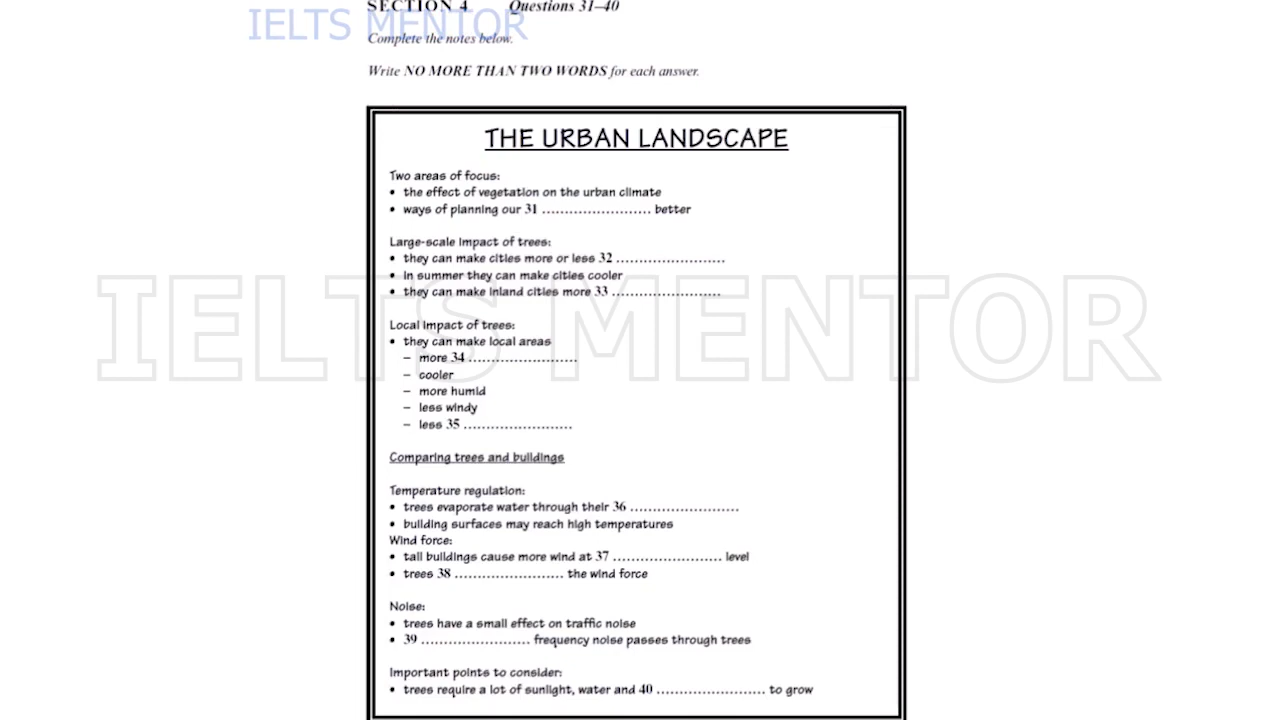 SECTION 4 Questions 31–40
IELTS MENTOR
Complete the notes below.
Write NO MORE THAN TWO WORDS for each answer.
THE URBAN LANDSCAPE
Two areas of focus:
• the effect of vegetation on the urban climate
• ways of planning our 31 ........................ better
Large-scale impact of trees:
• they can make cities more or less 32 ........................
• in summer they can make cities cooler
• they can make inland cities more 33 ........................
IELTS MENTOR
Local impact of trees:
• they can make local areas
– more 34 ........................
– cooler
– more humid
– less windy
– less 35 ........................
Comparing trees and buildings
Temperature regulation:
• trees evaporate water through their 36 ........................
• building surfaces may reach high temperatures
Wind force:
• tall buildings cause more wind at 37 ........................ level
• trees 38 ........................ the wind force
Noise:
• trees have a small effect on traffic noise
• 39 ........................ frequency noise passes through trees
Important points to consider:
• trees require a lot of sunlight, water and 40 ........................ to grow